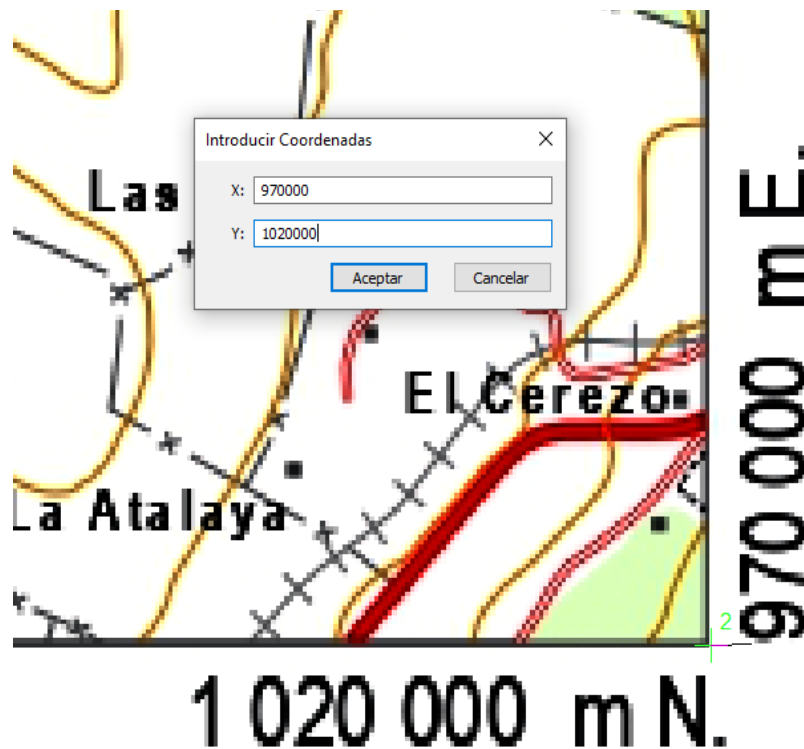 Introducir Coordenadas
X: 970000
Y: 1020000
Aceptar Cancelar
Las
El Cerezo
La Atalaya
2
970 000 m E.
1 020 000 m N.